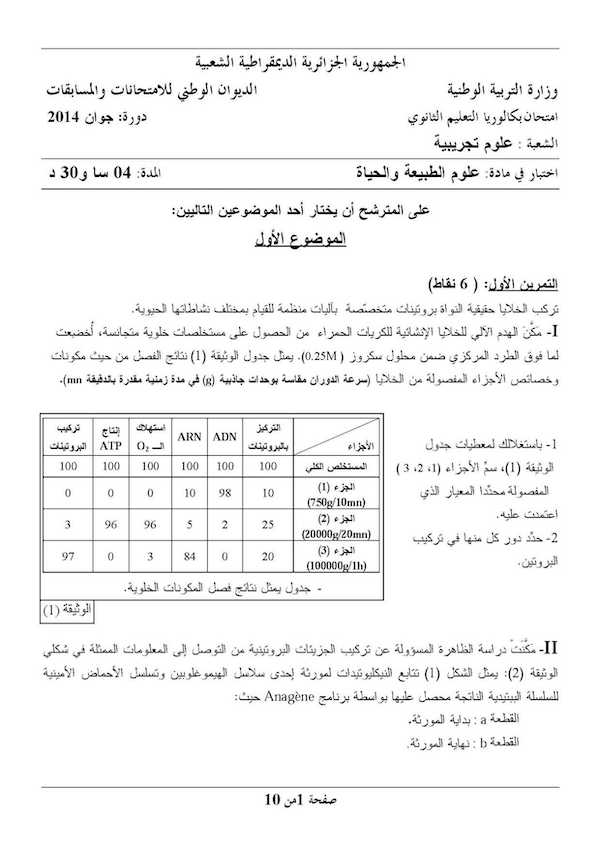 الجمهورية الجزائرية الديمقراطية الشعبية
وزارة التربية الوطنية
الديوان الوطني للامتحانات والمسابقات
امتحان بكالوريا التعليم الثانوي
دورة: جوان 2014
الشعبة : علوم تجريبية
اختبار في مادة: علوم الطبيعة والحياة
المدة: 04 سا و30 د
على المترشح أن يختار أحد الموضوعين التاليين:
الموضوع الأول
التمرين الأول: ( 6 نقاط)
تركب الخلايا حقيقية النواة بروتينات متخصّصة بآليات منظمة للقيام بمختلف نشاطاتها الحيوية.
I- مَكَّنَ الهدم الآلي للخلايا الإنشائية للكريات الحمراء من الحصول على مستخلصات خلوية متجانسة، أُخضعت
لما فوق الطرد المركزي ضمن محلول سكروز ( 0.25M). يمثل جدول الوثيقة (1) نتائج الفصل من حيث مكونات
وخصائص الأجزاء المفصولة من الخلايا (سرعة الدوران مقاسة بوحدات جاذبية (g) في مدة زمنية مقدرة بالدقيقة mn).
1- باستغلالك لمعطيات جدول
الوثيقة (1)، سمِّ الأجزاء (1، 2، 3 )
المفصولة محدّدا المعيار الذي
اعتمدت عليه.
2- حدّد دور كل منها في تركيب
البروتين.
الأجزاء | التركيز بالبروتينات | ADN | ARN | استهلاك الـ O₂ | إنتاج ATP | تركيب البروتينات
المستخلص الكلي | 100 | 100 | 100 | 100 | 100 | 100
الجزء (1) (750g/10mn) | 10 | 98 | 10 | 0 | 0 | 0
الجزء (2) (20000g/20mn) | 25 | 2 | 5 | 96 | 96 | 3
الجزء (3) (100000g/1h) | 20 | 0 | 84 | 3 | 0 | 97
- جدول يمثل نتائج فصل المكونات الخلوية.
الوثيقة (1)
II- مَكَّنَتْ دراسة الظاهرة المسؤولة عن تركيب الجزيئات البروتينية من التوصل إلى المعلومات الممثلة في شكلي
الوثيقة (2): يمثل الشكل (1) تتابع النيكليوتيدات لمورثة إحدى سلاسل الهيموغلوبين وتسلسل الأحماض الأمينية
للسلسلة الببتيدية الناتجة محصل عليها بواسطة برنامج Anagène حيث:
القطعة a : بداية المورثة.
القطعة b : نهاية المورثة.
صفحة 1من 10